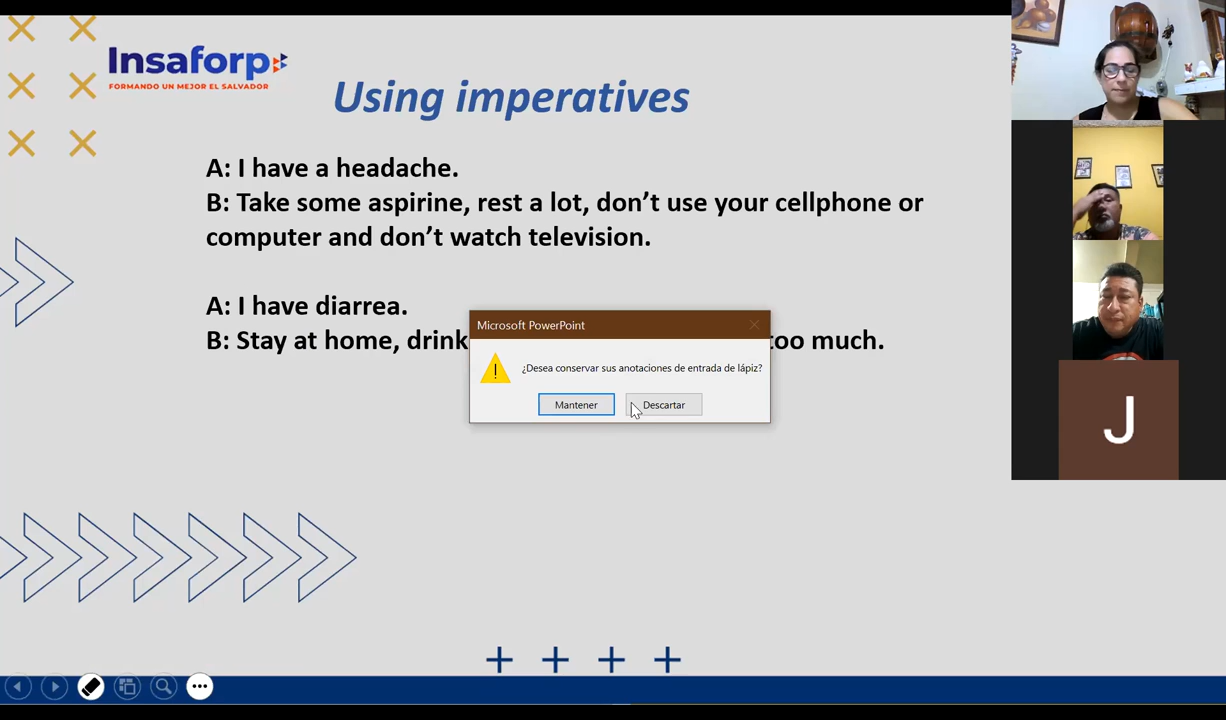 Insaforp
FORMANDO UN MEJOR EL SALVADOR
Using imperatives
A: I have a headache.
B: Take some aspirine, rest a lot, don’t use your cellphone or
computer and don’t watch television.
A: I have diarrea.
B: Stay at home, drink too much.
Microsoft PowerPoint
¿Desea conservar sus anotaciones de entrada de lápiz?
Mantener Descartar
J